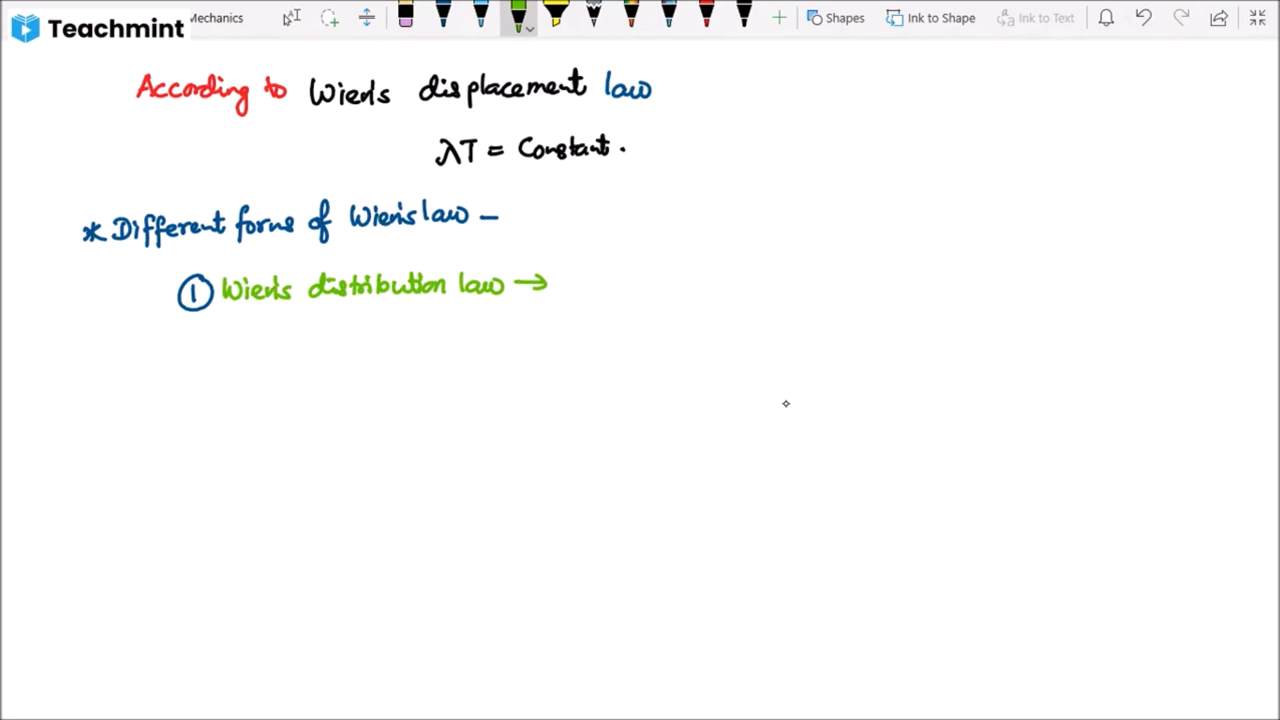 Mechanics
Shapes
Ink to Shape
Ink to Text
Teachmint
According to Wien's displacement law
λT = Constant.
* Different forms of Wien's law –
① Wien's distribution law →